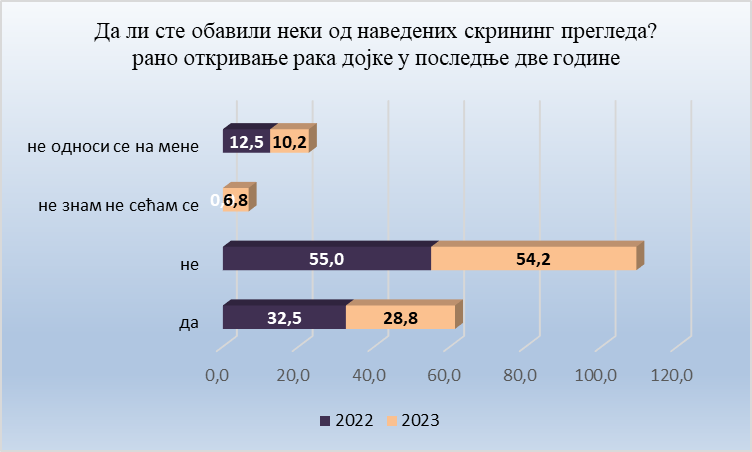 Да ли сте обавили неки од наведених скрининг прегледа?
рано откривање рака дојке у последње две године
не односи се на мене 12,5 10,2
не знам не сећам се 6,8
не 55,0 54,2
да 32,5 28,8
0,0 20,0 40,0 60,0 80,0 100,0 120,0
2022 2023